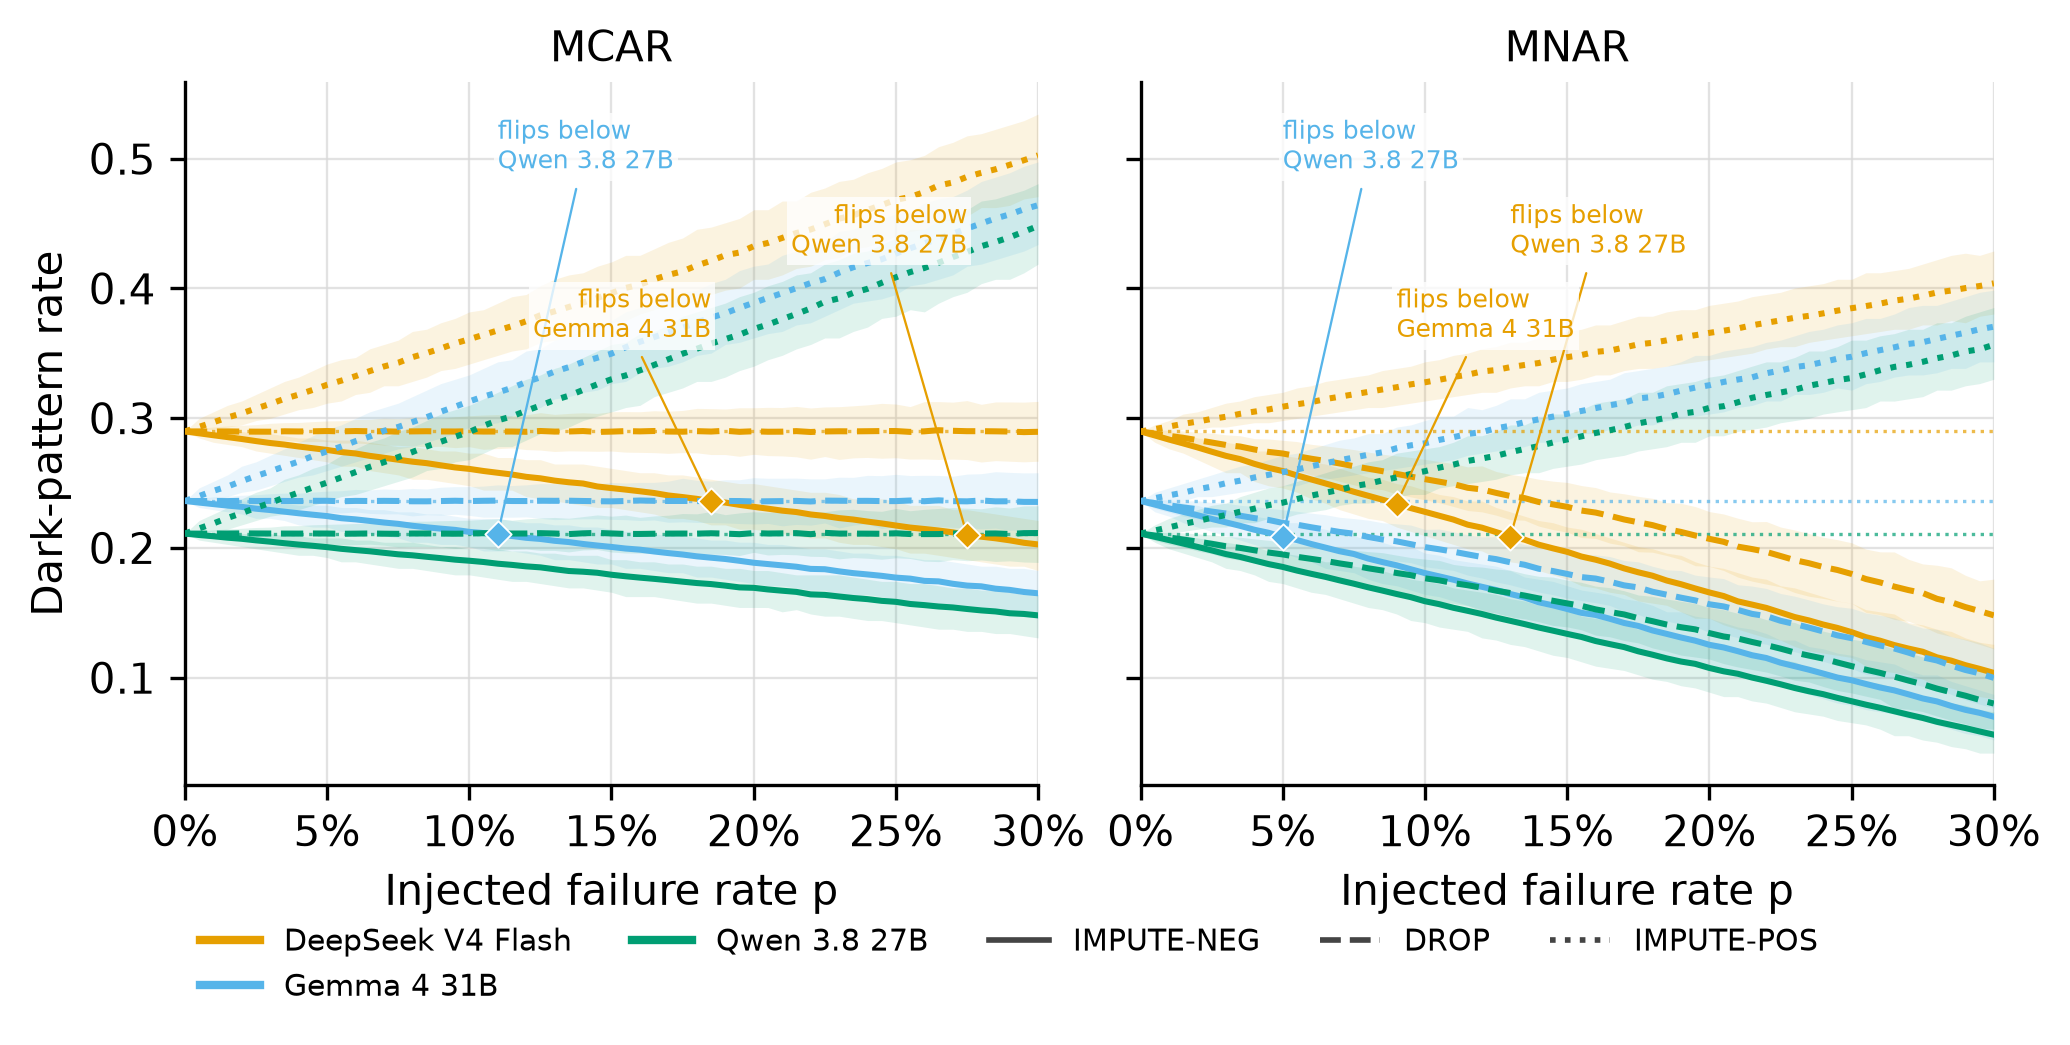 MCAR
MNAR
flips below
Qwen 3.8 27B
flips below
Qwen 3.8 27B
flips below
Gemma 4 31B
flips below
Qwen 3.8 27B
flips below
Qwen 3.8 27B
flips below
Gemma 4 31B
Dark-pattern rate
0.5
0.4
0.3
0.2
0.1
0% 5% 10% 15% 20% 25% 30%
0% 5% 10% 15% 20% 25% 30%
Injected failure rate p
Injected failure rate p
DeepSeek V4 Flash
Gemma 4 31B
Qwen 3.8 27B
IMPUTE-NEG
DROP
IMPUTE-POS